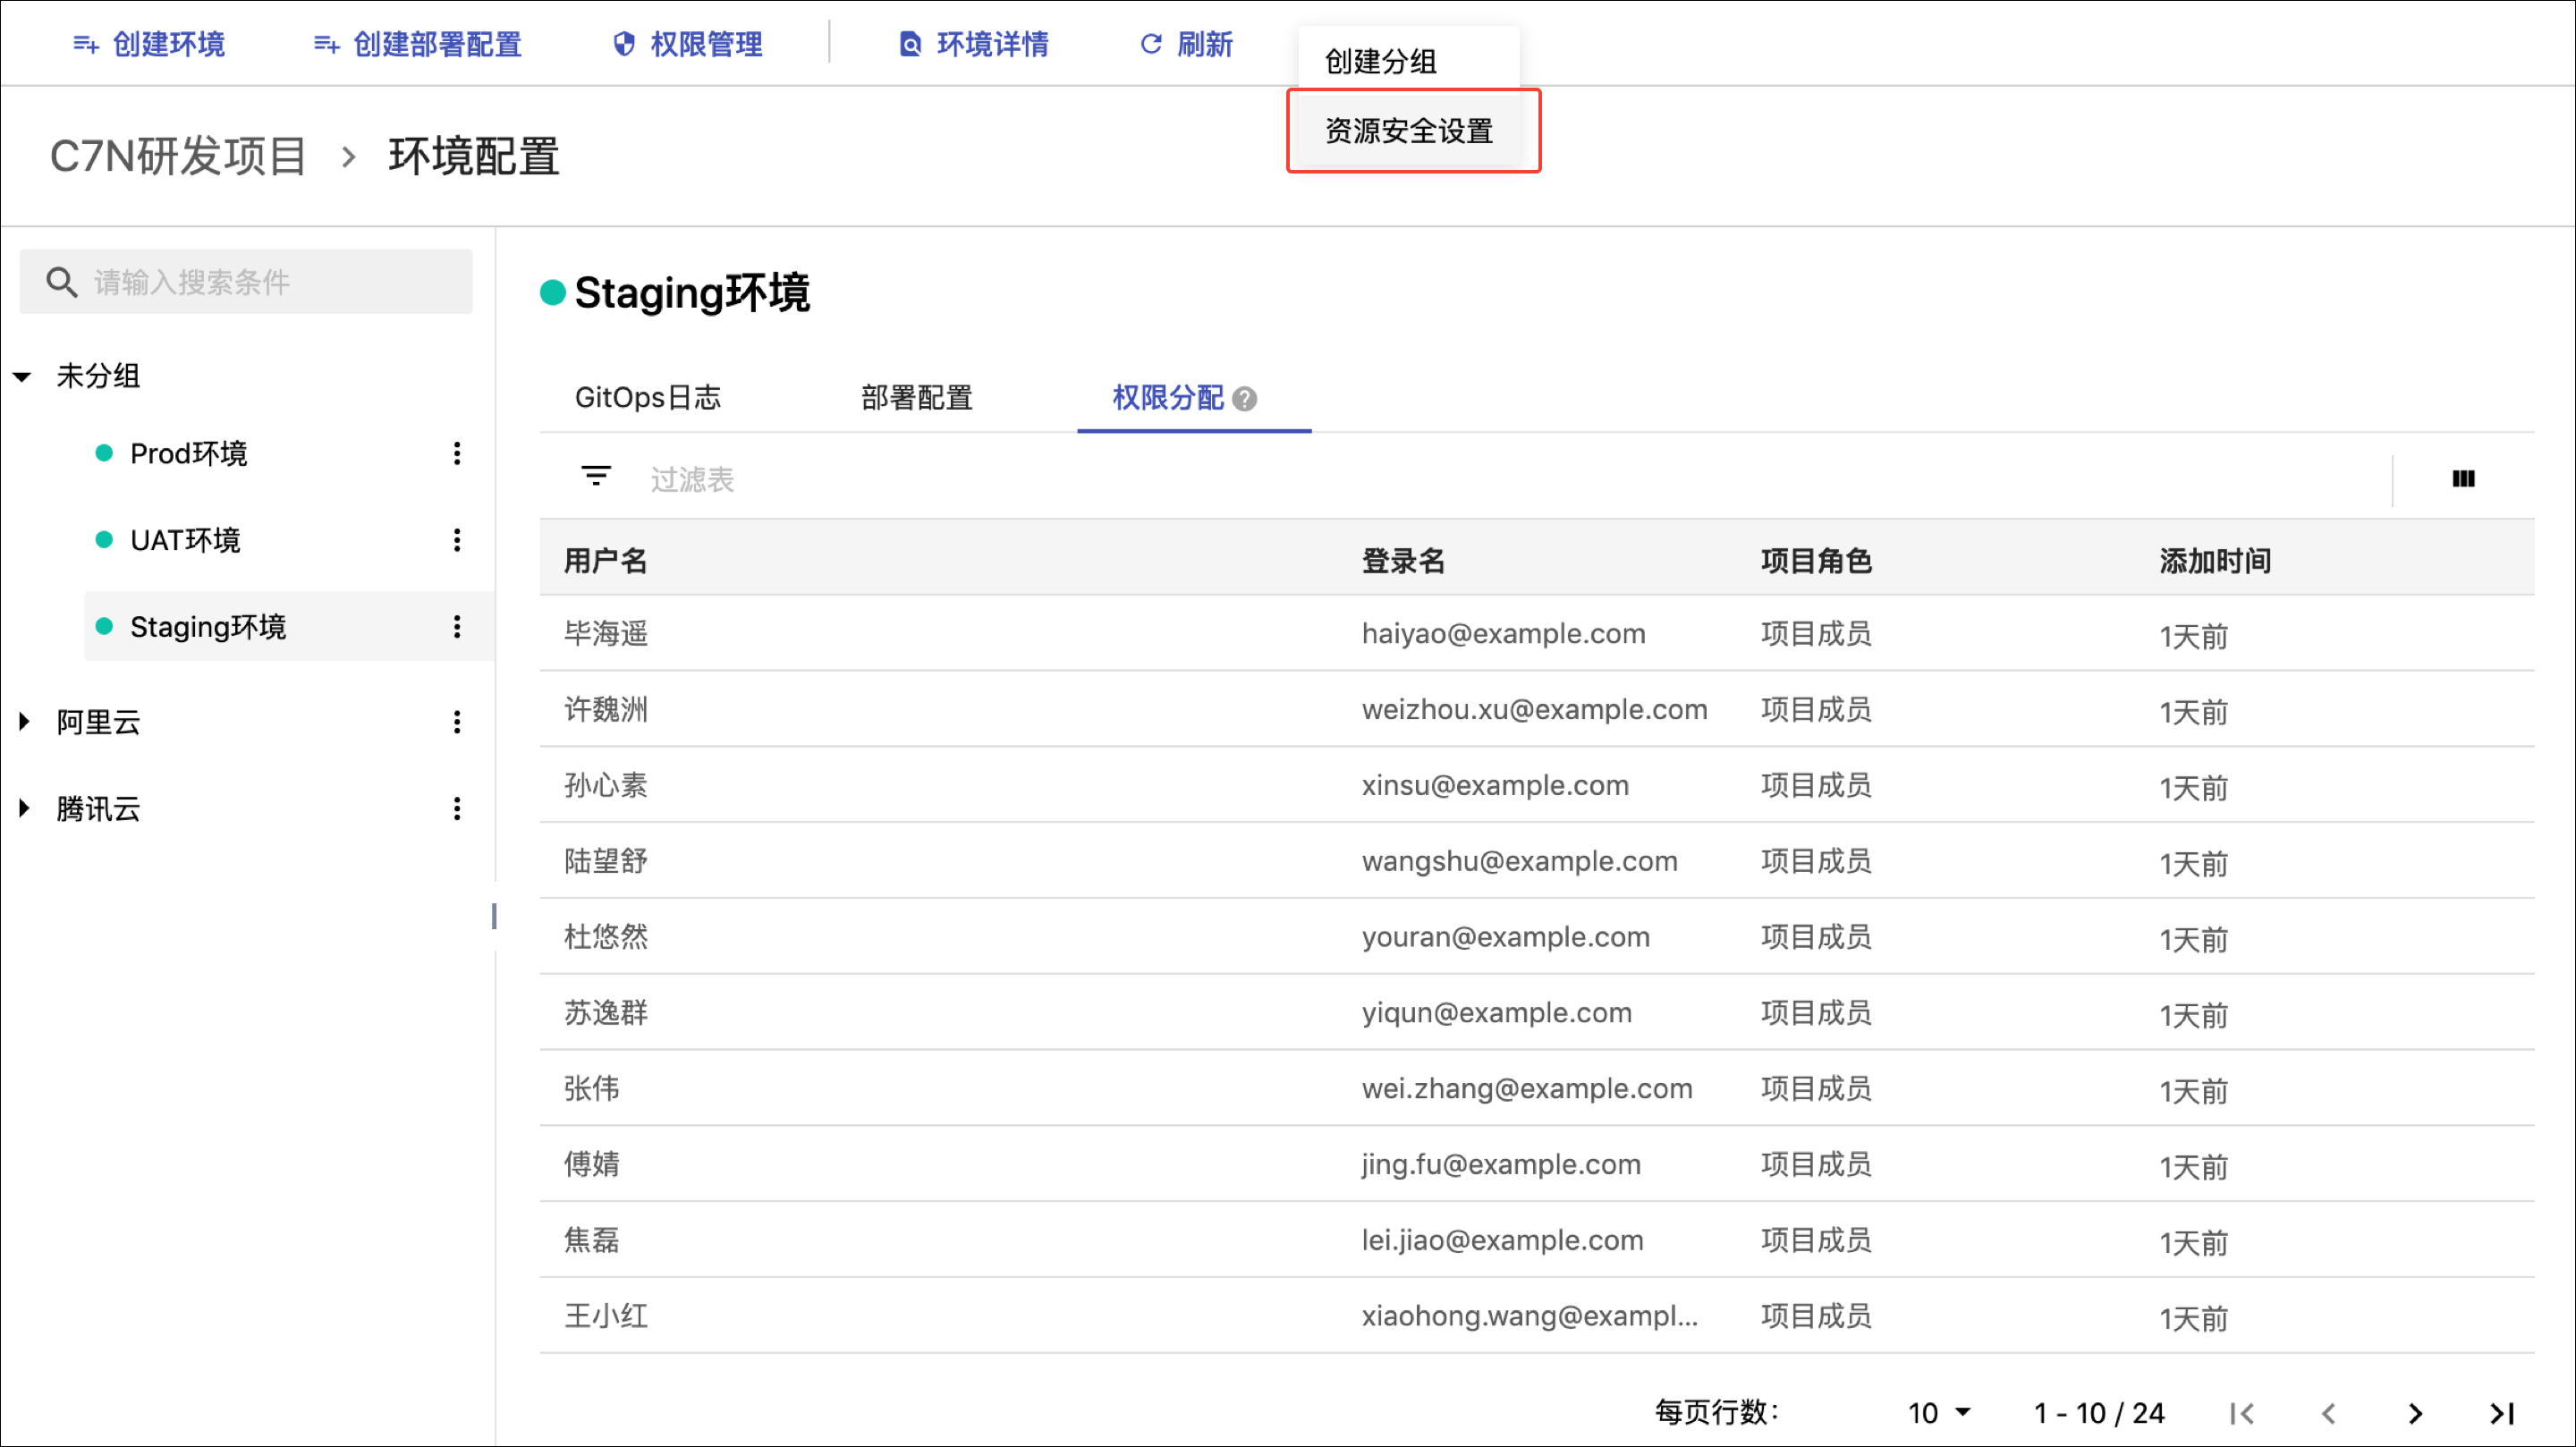 创建环境 创建部署配置 权限管理 环境详情 刷新
创建分组
资源安全设置
C7N研发项目 > 环境配置
请输入搜索条件
未分组
Prod环境
UAT环境
Staging环境
阿里云
腾讯云
Staging环境
GitOps日志 部署配置 权限分配 ?
过滤表
用户名 登录名 项目角色 添加时间
毕海遥 haiyao@example.com 项目成员 1天前
许魏洲 weizhou.xu@example.com 项目成员 1天前
孙心素 xinsu@example.com 项目成员 1天前
陆望舒 wangshu@example.com 项目成员 1天前
杜悠然 youran@example.com 项目成员 1天前
苏逸群 yiqun@example.com 项目成员 1天前
张伟 wei.zhang@example.com 项目成员 1天前
傅婧 jing.fu@example.com 项目成员 1天前
焦磊 lei.jiao@example.com 项目成员 1天前
王小红 xiaohong.wang@exampl... 项目成员 1天前
每页行数： 10 1 - 10 / 24